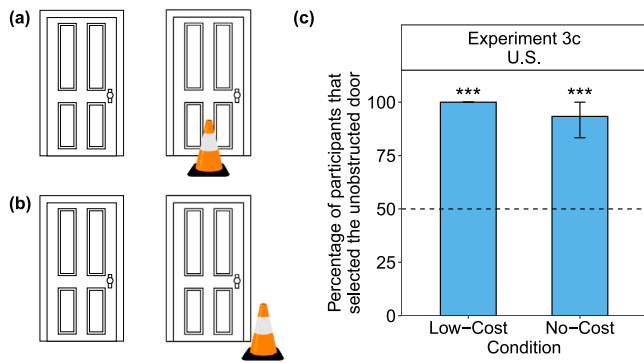 (a)
(b)
(c)
Experiment 3c
U.S.
Percentage of participants that
selected the unobstructed door
100
75
50
25
0
***
***
Low−Cost
No−Cost
Condition